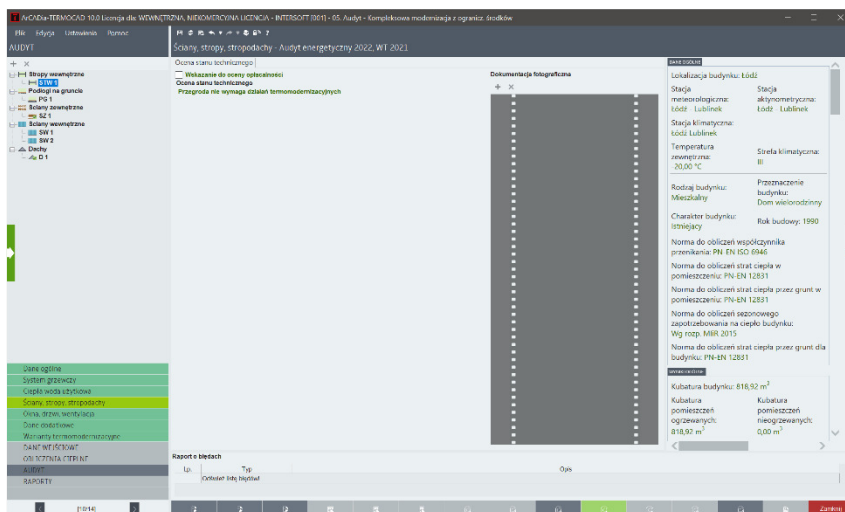 ArCADia-TERMOCAD 10.0 Licencja dla: WEWNĘTRZNA, NIEKOMERCYJNA LICENCJA - INTERSOFT [001] - 05. Audyt - Kompleksowa modernizacja z ogranicz. środków
Plik Edycja Ustawienia Pomoc
AUDYT
Ściany, stropy, stropodachy - Audyt energetyczny 2022, WT 2021
Stropy wewnętrzne
STW 1
Podłogi na gruncie
PG 1
Ściany zewnętrzne
SZ 1
Ściany wewnętrzne
SW 1
SW 2
Dachy
D 1
Ocena stanu technicznego
Wskazanie do oceny opłacalności
Ocena stanu technicznego
Przegroda nie wymaga działań termomodernizacyjnych
Dokumentacja fotograficzna
DANE OGÓLNE
Lokalizacja budynku: Łódź
Stacja meteorologiczna:
Łódź Lublinek
Stacja aktynometryczna:
Łódź Lublinek
Stacja klimatyczna:
Łódź Lublinek
Temperatura zewnętrzna:
-20,00 °C
Strefa klimatyczna:
III
Rodzaj budynku:
Mieszkalny
Przeznaczenie budynku:
Dom wielorodzinny
Charakter budynku:
Istniejący
Rok budowy: 1990
Norma do obliczeń współczynnika
przenikania: PN-EN ISO 6946
Norma do obliczeń strat ciepła w
pomieszczeniu: PN-EN 12831
Norma do obliczeń strat ciepła przez grunt w
pomieszczeniu: PN-EN 12831
Norma do obliczeń sezonowego
zapotrzebowania na ciepło budynku:
Wg rozp. MIiR 2015
Norma do obliczeń strat ciepła przez grunt dla
budynku: PN-EN 12831
Kubatura budynku: 818,92 m³
Kubatura pomieszczeń ogrzewanych:
818,92 m³
Kubatura pomieszczeń nieogrzewanych:
0,00 m³
Dane ogólne
System grzewczy
Ciepła woda użytkowa
Ściany, stropy, stropodachy
Okna, drzwi, wentylacja
Dane dodatkowe
Warianty termomodernizacyjne
DANE WEJŚCIOWE
OBLICZENIA CIEPLNE
AUDYT
RAPORTY
Raport o błędach
Lp. Typ Opis
Odśwież listę błędów!
[10/14]
Zamknij